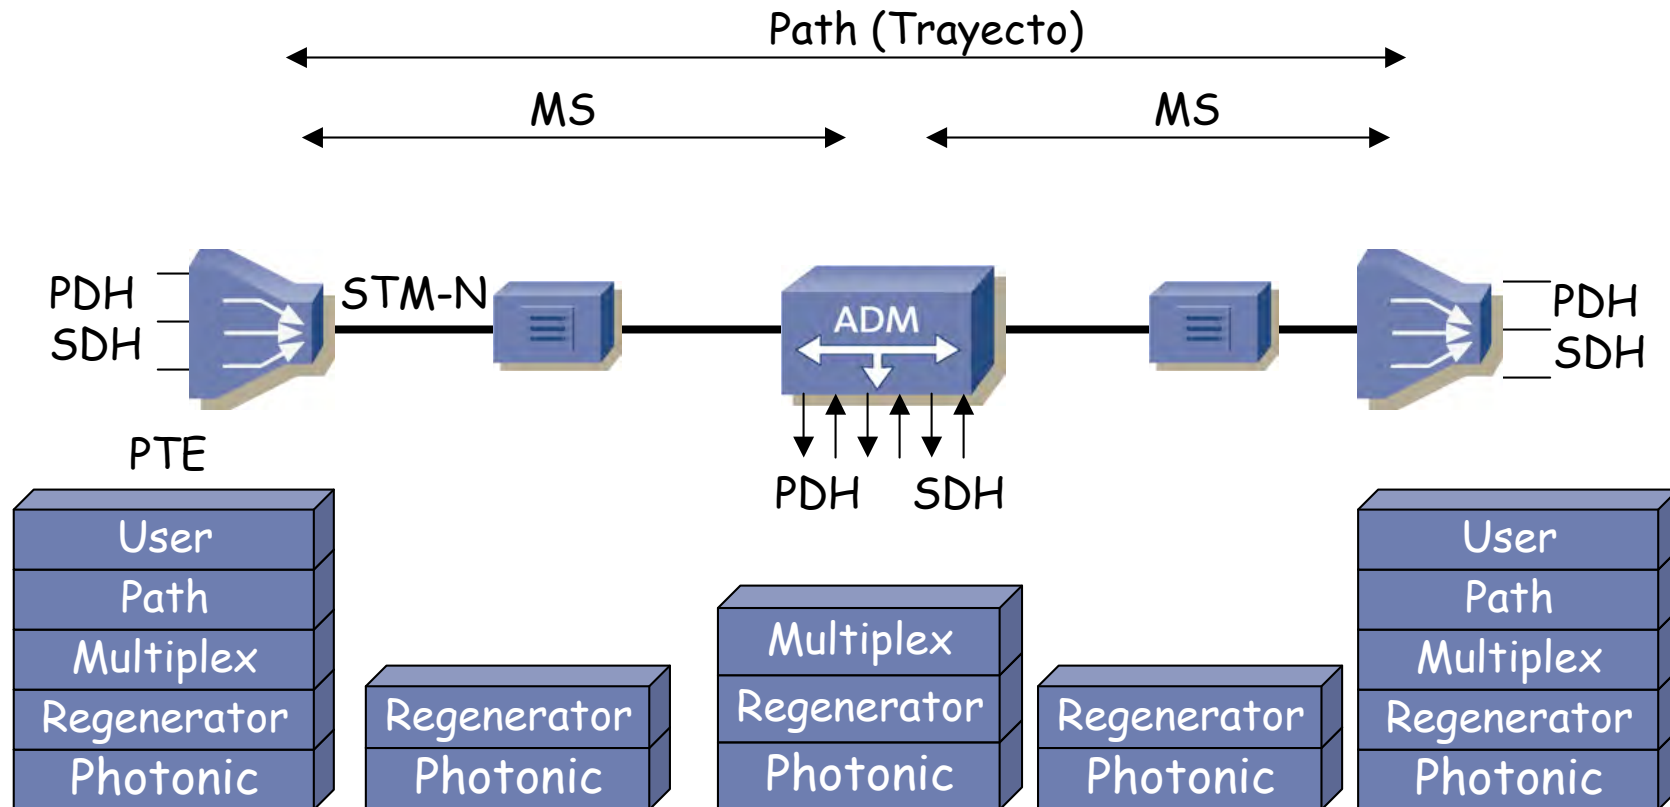 Path (Trayecto)
MS
MS
PDH
SDH
STM-N
ADM
PDH
SDH
PTE
PDH SDH
User
Path
Multiplex
Regenerator
Photonic
Regenerator
Photonic
Multiplex
Regenerator
Photonic
Regenerator
Photonic
User
Path
Multiplex
Regenerator
Photonic